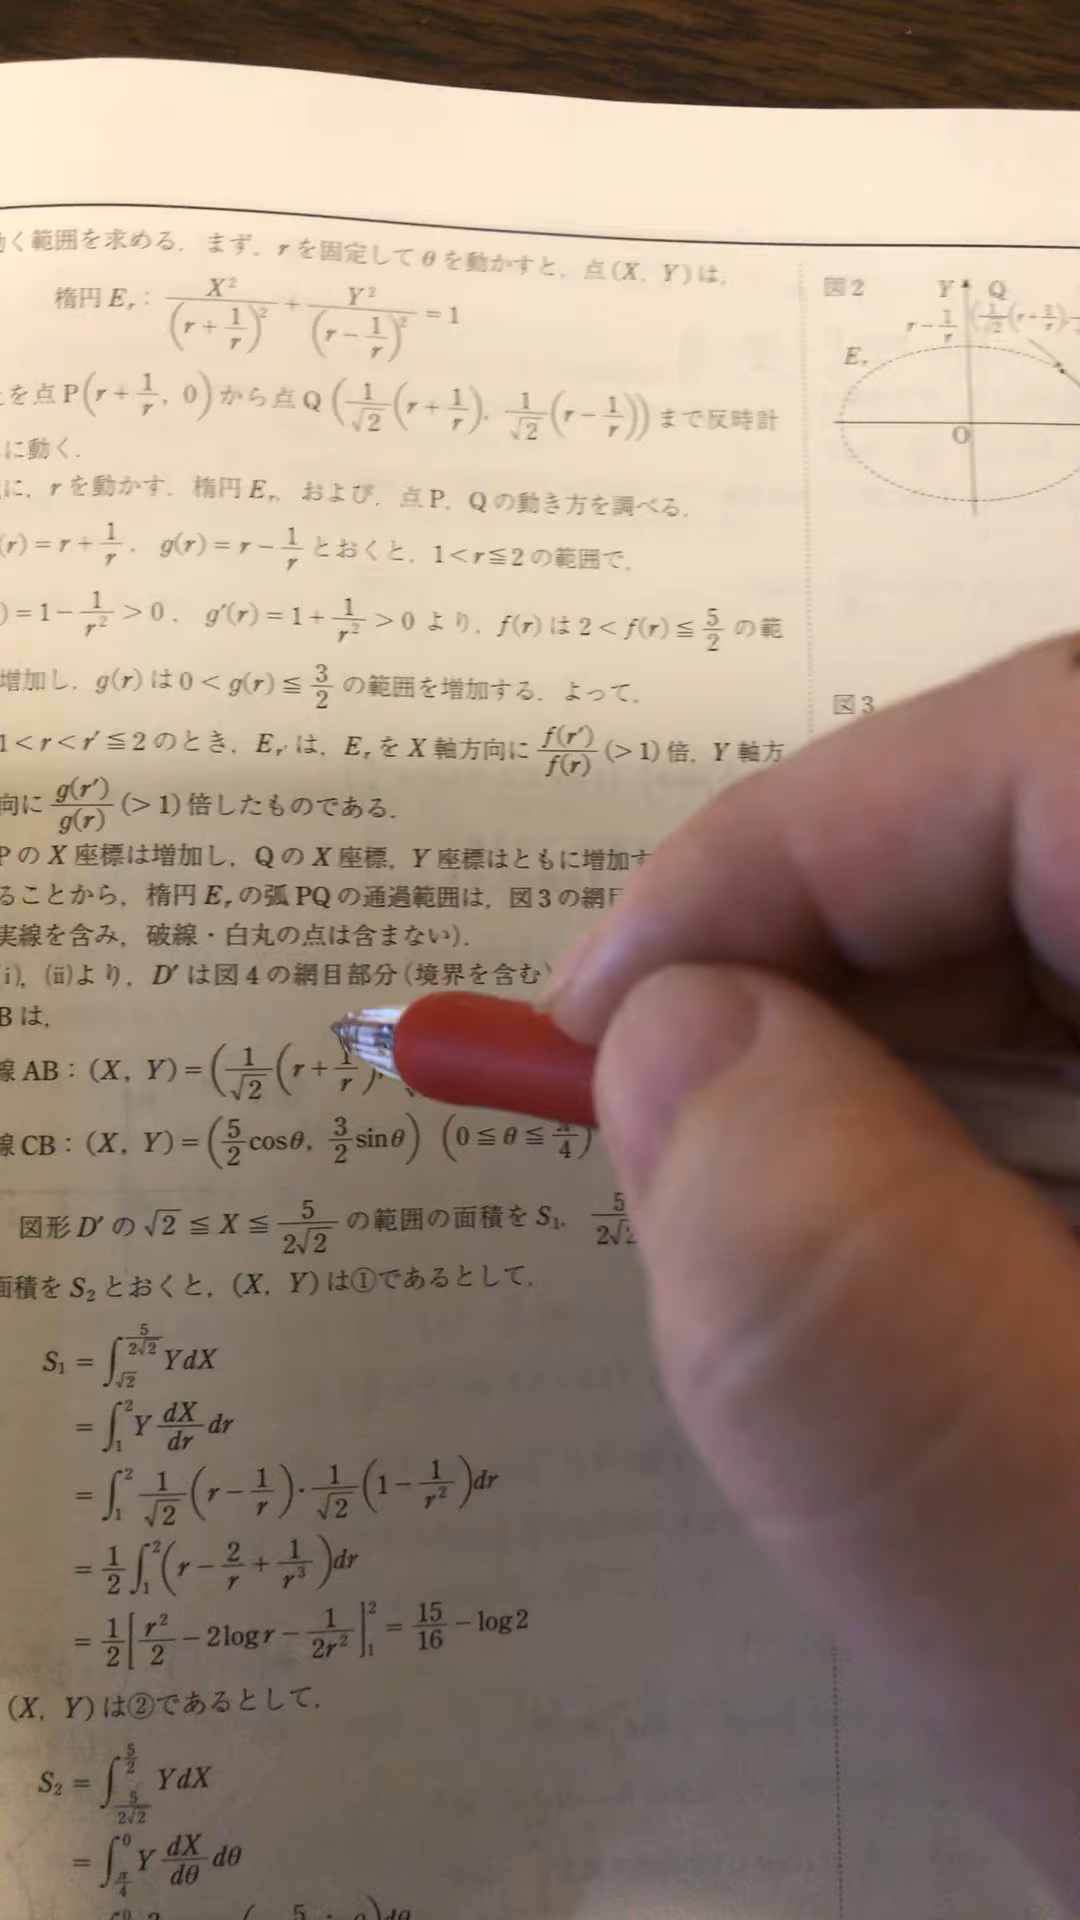 く範囲を求める．まず，rを固定してθを動かすと，点(X, Y)は，
楕円 E_r : X²/(r+1/r)² + Y²/(r−1/r)² = 1
を点P(r+1/r, 0)から点Q(1/√2(r+1/r), 1/√2(r−1/r))まで反時計
に動く．
に，rを動かす．楕円E_r，および，点P，Qの動き方を調べる．
(r)=r+1/r，g(r)=r−1/rとおくと，1<r≦2の範囲で，
)=1−1/r²>0，g′(r)=1+1/r²>0より，f(r)は2<f(r)≦5/2の範
増加し，g(r)は0<g(r)≦3/2の範囲を増加する．よって，
1<r<r′≦2のとき，E_r′は，E_rをX軸方向にf(r′)/f(r)(>1)倍，Y軸方
向にg(r′)/g(r)(>1)倍したものである．
PのX座標は増加し，QのX座標，Y座標はともに増加す
ることから，楕円E_rの弧PQの通過範囲は，図3の網
実線を含み，破線・白丸の点は含まない)．
i)，(ii)より，D′は図4の網目部分(境界を含む)
Bは，
線AB：(X, Y)=(1/√2(r+1/r),
線CB：(X, Y)=(5/2 cosθ, 3/2 sinθ) (0≦θ≦π/4)
図形D′の√2≦X≦5/2√2の範囲の面積をS₁，5/2√2
面積をS₂とおくと，(X, Y)は①であるとして，
S₁=∫_{√2}^{5/2√2} YdX
=∫_1^2 Y dX/dr dr
=∫_1^2 1/√2(r−1/r)・1/√2(1−1/r²)dr
=1/2∫_1^2(r−2/r+1/r³)dr
=1/2[r²/2−2logr−1/2r²]_1^2=15/16−log2
(X, Y)は②であるとして，
S₂=∫_{5/2√2}^{5/2} YdX
=∫_{π/4}^0 Y dX/dθ dθ
図2
Y
Q
r−1/r
E_r
O
図3